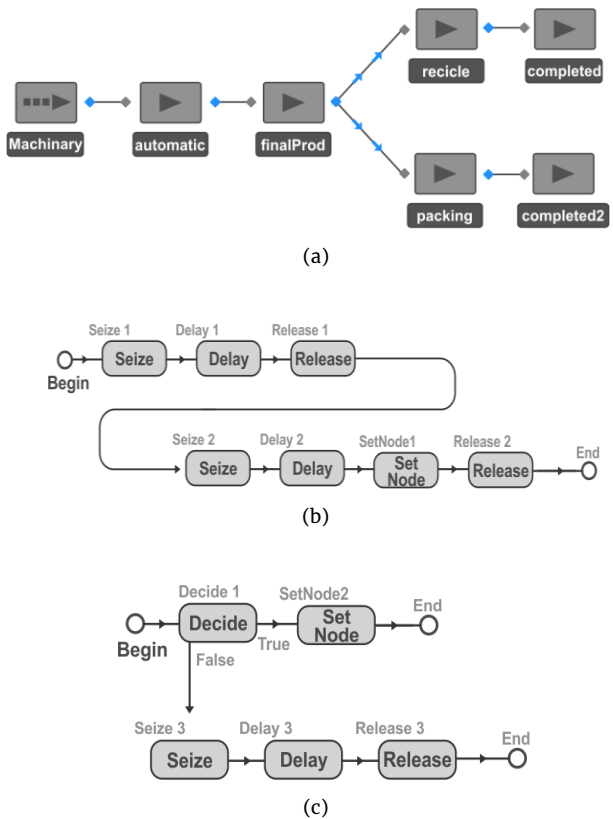 recicle
completed
Machinary
automatic
finalProd
packing
completed2
(a)
Seize 1
Delay 1
Release 1
Seize
Delay
Release
Begin
Seize 2
Delay 2
SetNode1
Release 2
End
Seize
Delay
Set
Node
Release
(b)
Decide 1
SetNode2
End
Decide
Set
Node
Begin
True
False
Seize 3
Delay 3
Release 3
End
Seize
Delay
Release
(c)